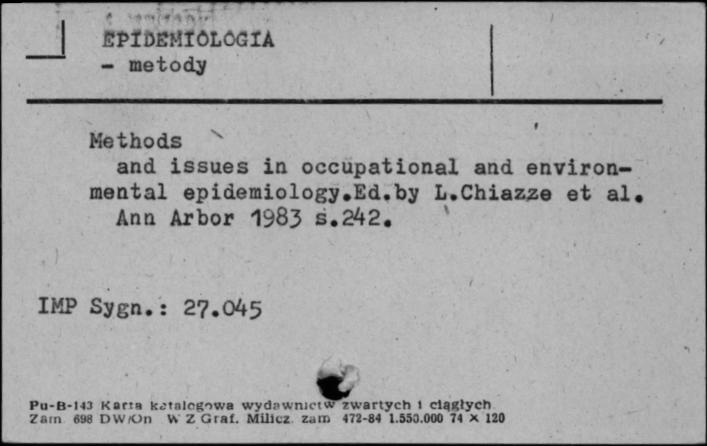 EPIDEMIOLOGIA
- metody
Methods
and issues in occupational and environ-
mental epidemiology.Ed.by L.Chiazze et al.
Ann Arbor 1983 s.242.
IMP Sygn.: 27.045
Pu-B-143 Karta katalogowa wydawnictw zwartych i ciągłych
Zam 698 DW/On W Z Graf. Milicz. zam 472-84 1.550.000 74 × 120